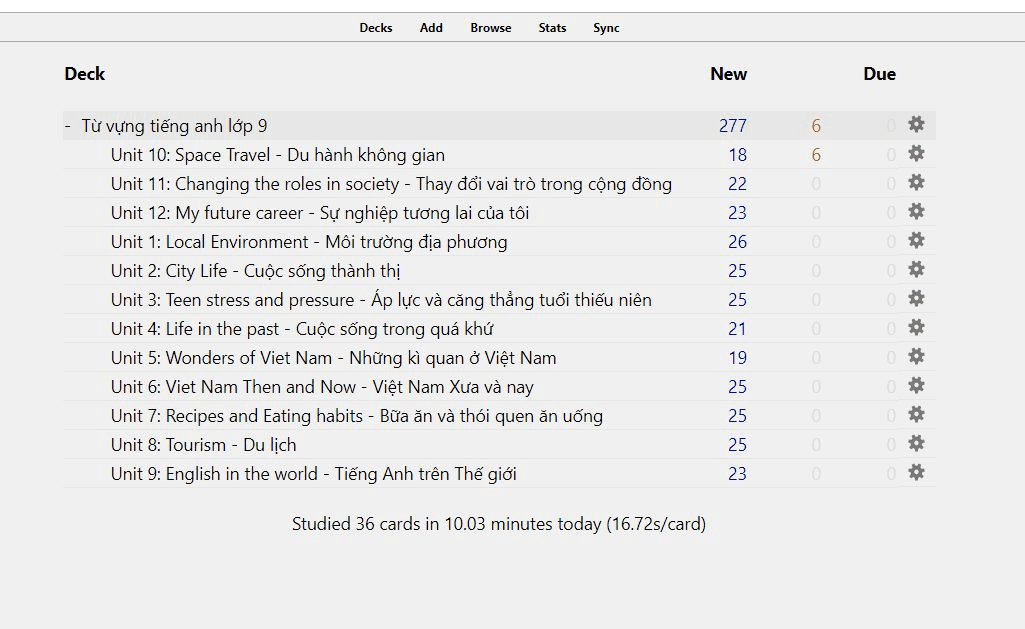 Decks Add Browse Stats Sync
Deck New Due
- Từ vựng tiếng anh lớp 9 277 6 0
Unit 10: Space Travel - Du hành không gian 18 6 0
Unit 11: Changing the roles in society - Thay đổi vai trò trong cộng đồng 22 0 0
Unit 12: My future career - Sự nghiệp tương lai của tôi 23 0 0
Unit 1: Local Environment - Môi trường địa phương 26 0 0
Unit 2: City Life - Cuộc sống thành thị 25 0 0
Unit 3: Teen stress and pressure - Áp lực và căng thẳng tuổi thiếu niên 25 0 0
Unit 4: Life in the past - Cuộc sống trong quá khứ 21 0 0
Unit 5: Wonders of Viet Nam - Những kì quan ở Việt Nam 19 0 0
Unit 6: Viet Nam Then and Now - Việt Nam Xưa và nay 25 0 0
Unit 7: Recipes and Eating habits - Bữa ăn và thói quen ăn uống 25 0 0
Unit 8: Tourism - Du lịch 25 0 0
Unit 9: English in the world - Tiếng Anh trên Thế giới 23 0 0
Studied 36 cards in 10.03 minutes today (16.72s/card)